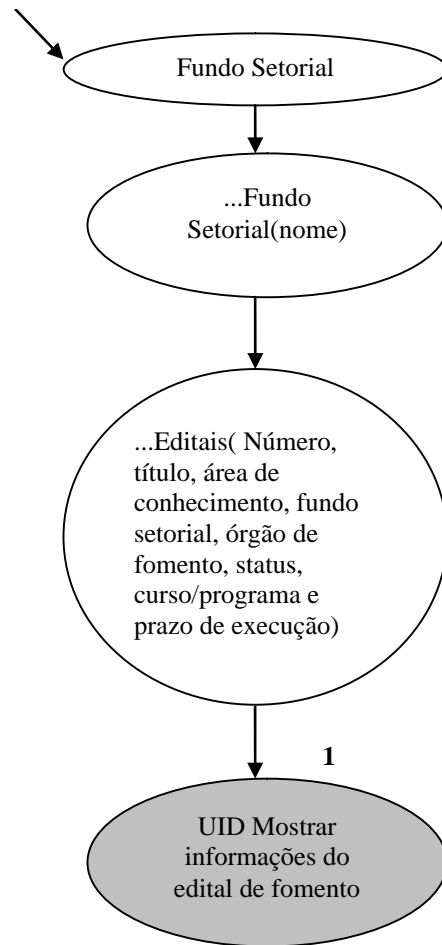 Fundo Setorial
...Fundo
Setorial(nome)
...Editais( Número,
título, área de
conhecimento, fundo
setorial, órgão de
fomento, status,
curso/programa e
prazo de execução)
1
UID Mostrar
informações do
edital de fomento